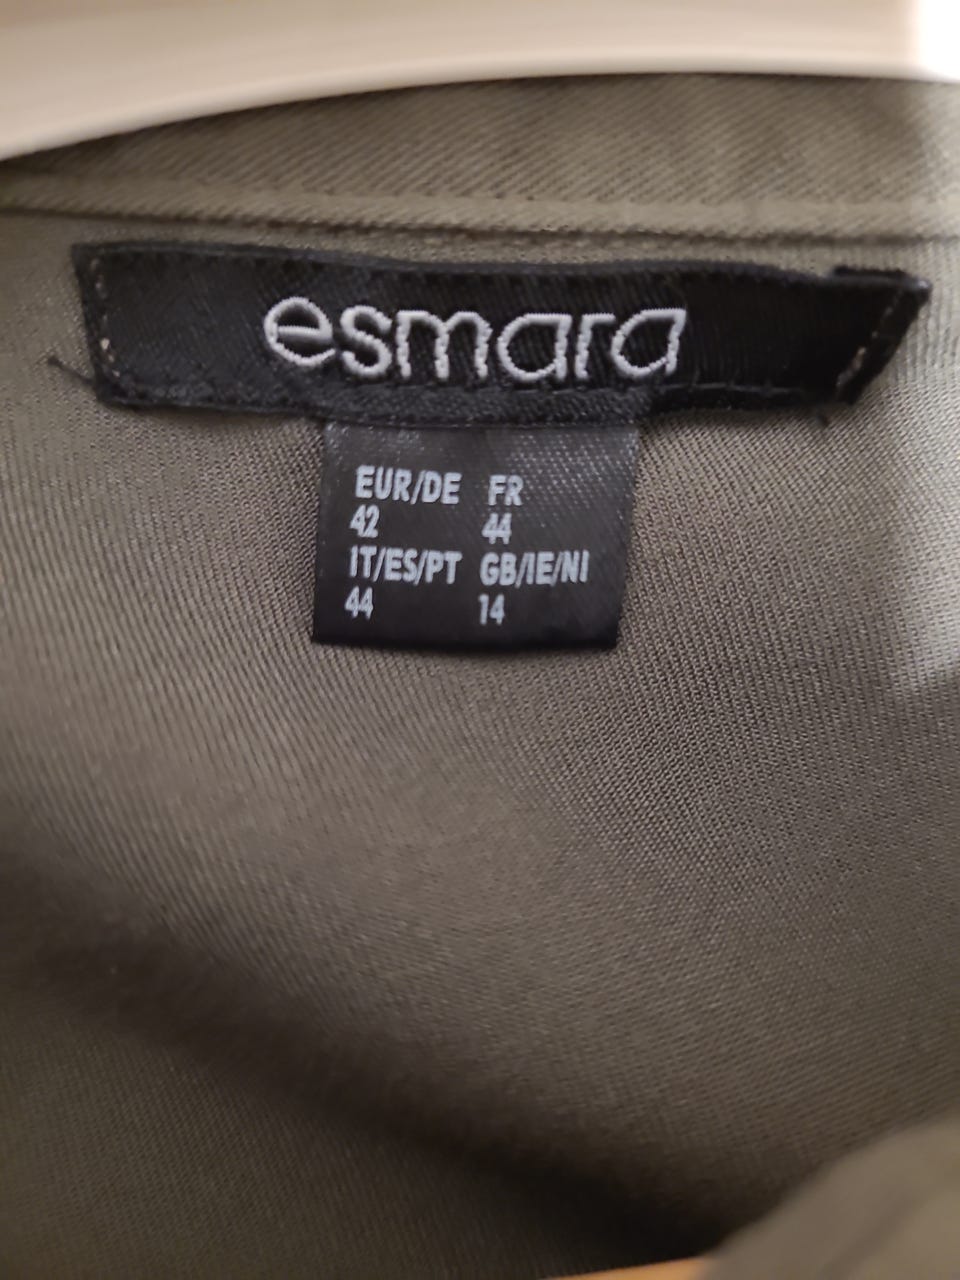 esmara
EUR/DE FR
42 44
IT/ES/PT GB/IE/NI
44 14